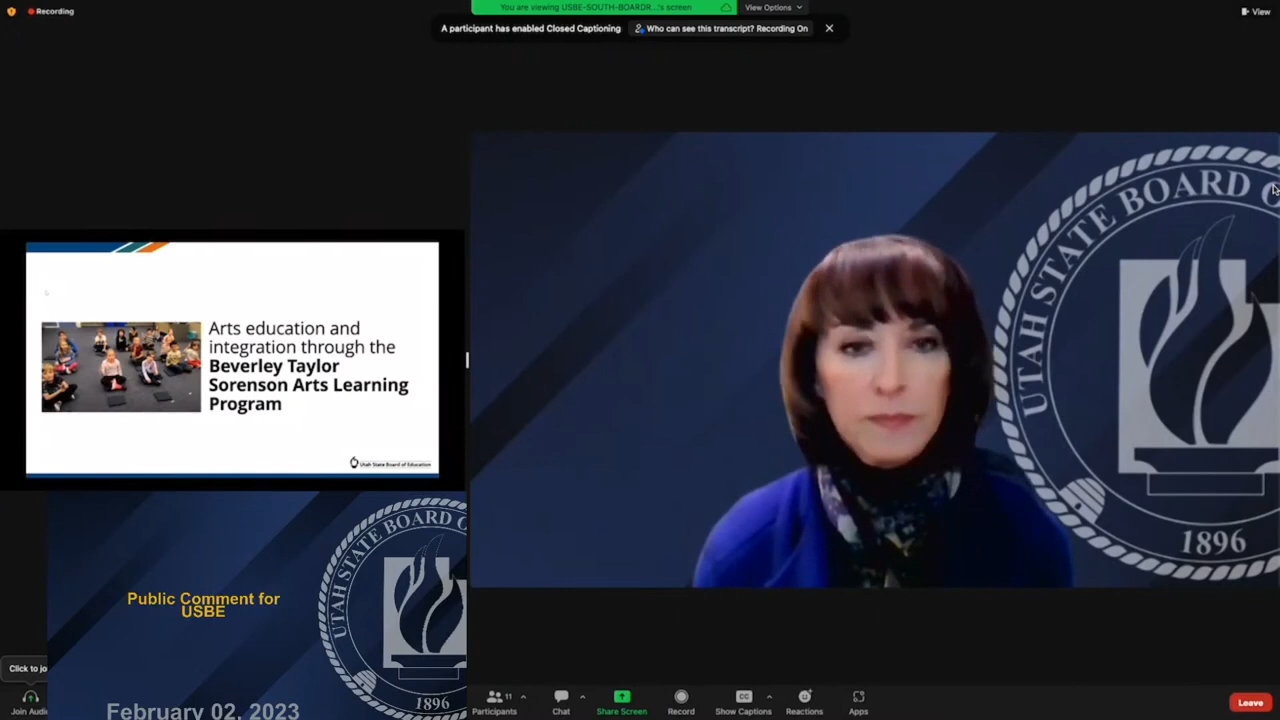 Recording
You are viewing USBE-SOUTH-BOARDR...'s screen
View Options
View
A participant has enabled Closed Captioning
Who can see this transcript? Recording On
UTAH STATE BOARD O
1896
Arts education and
integration through the
Beverley Taylor
Sorenson Arts Learning
Program
Utah State Board of Education
UTAH STATE BOARD O
1896
Public Comment for
USBE
February 02, 2023
Click to jo
Join Audi
Participants
11
Chat
Share Screen
Record
CC
Show Captions
Reactions
Apps
Leave